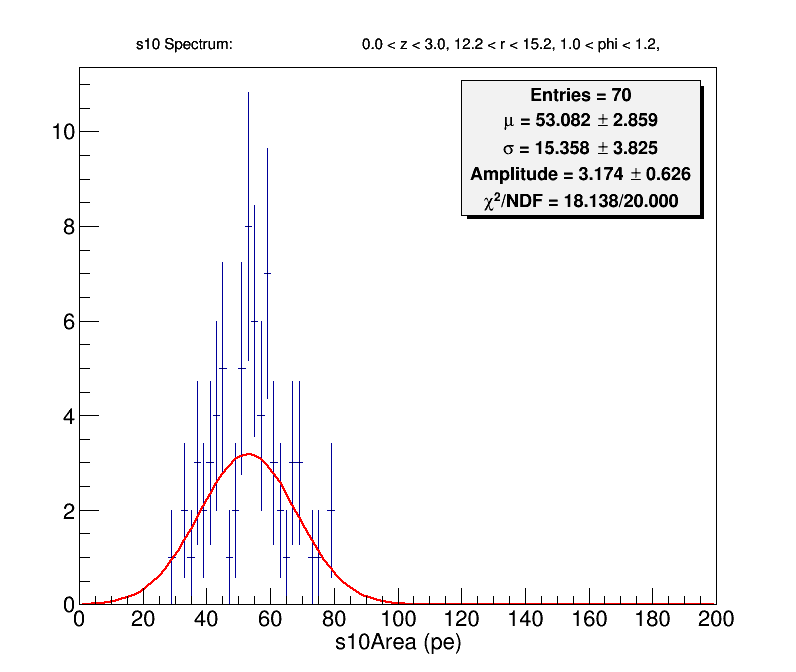 s10 Spectrum: 0.0 < z < 3.0, 12.2 < r < 15.2, 1.0 < phi < 1.2,
Entries = 70
μ = 53.082 ± 2.859
σ = 15.358 ± 3.825
Amplitude = 3.174 ± 0.626
χ²/NDF = 18.138/20.000
10
8
6
4
2
0
0 20 40 60 80 100 120 140 160 180 200
s10Area (pe)